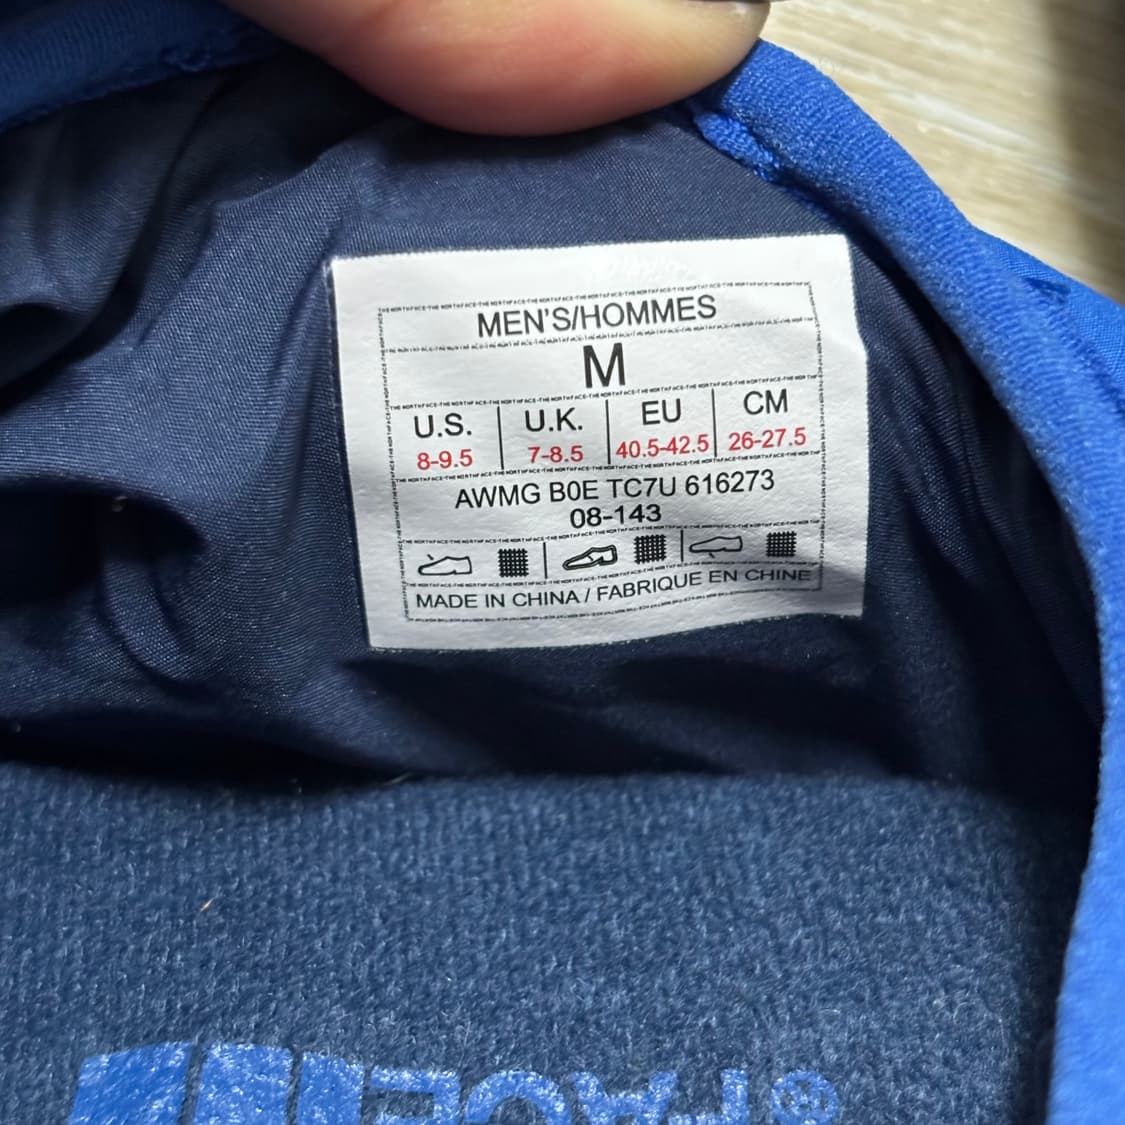 MEN'S/HOMMES
M
U.S. U.K. EU CM
8-9.5 7-8.5 40.5-42.5 26-27.5
AWMG B0E TC7U 616273
08-143
MADE IN CHINA / FABRIQUE EN CHINE
FACE